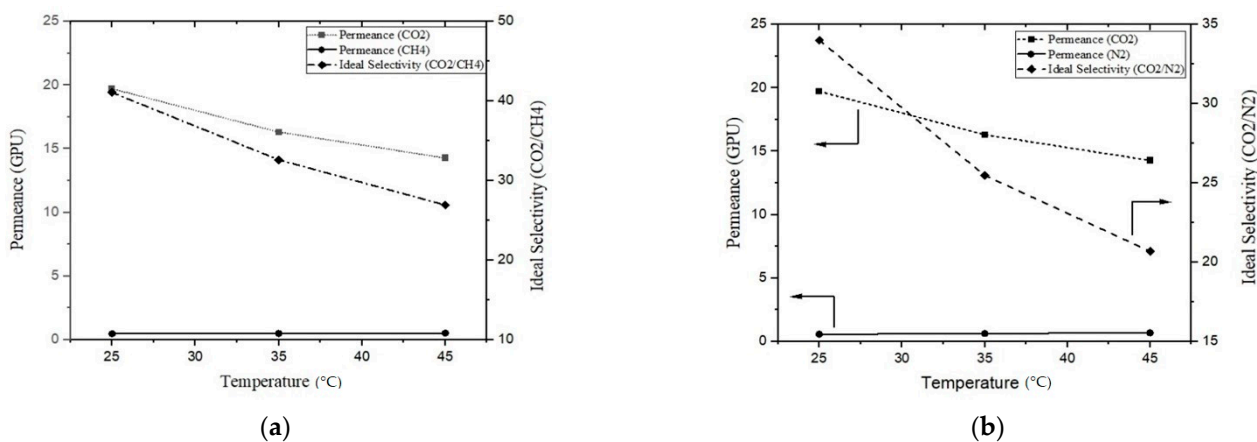 25
20
15
10
5
0
Permeance (GPU)
50
40
30
20
10
Ideal Selectivity (CO2/CH4)
Permeance (CO2)
Permeance (CH4)
Ideal Selectivity (CO2/CH4)
25 30 35 40 45
Temperature (°C)
(a)
25
20
15
10
5
0
Permeance (GPU)
35
30
25
20
15
Ideal Selectivity (CO2/N2)
Permeance (CO2)
Permeance (N2)
Ideal Selectivity (CO2/N2)
25 30 35 40 45
Temperature (°C)
(b)